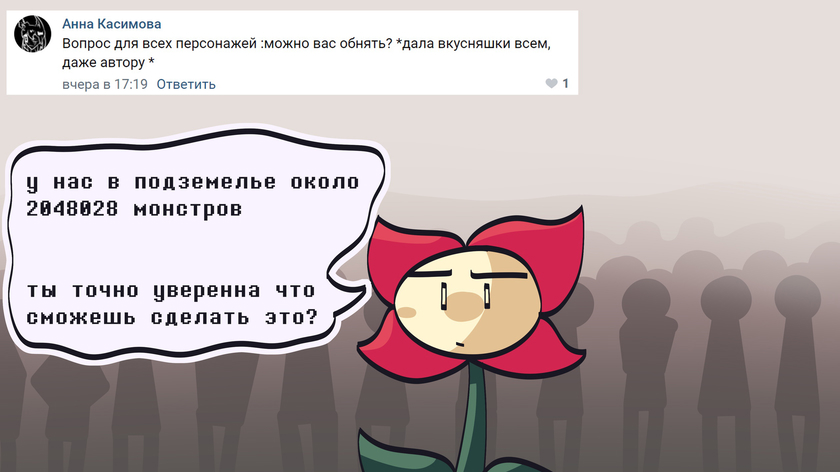 Анна Касимова
Вопрос для всех персонажей :можно вас обнять? *дала вкусняшки всем,
даже автору *
вчера в 17:19 Ответить
1
у нас в подземелье около
2048028 монстров
ты точно уверенна что
сможешь сделать это?